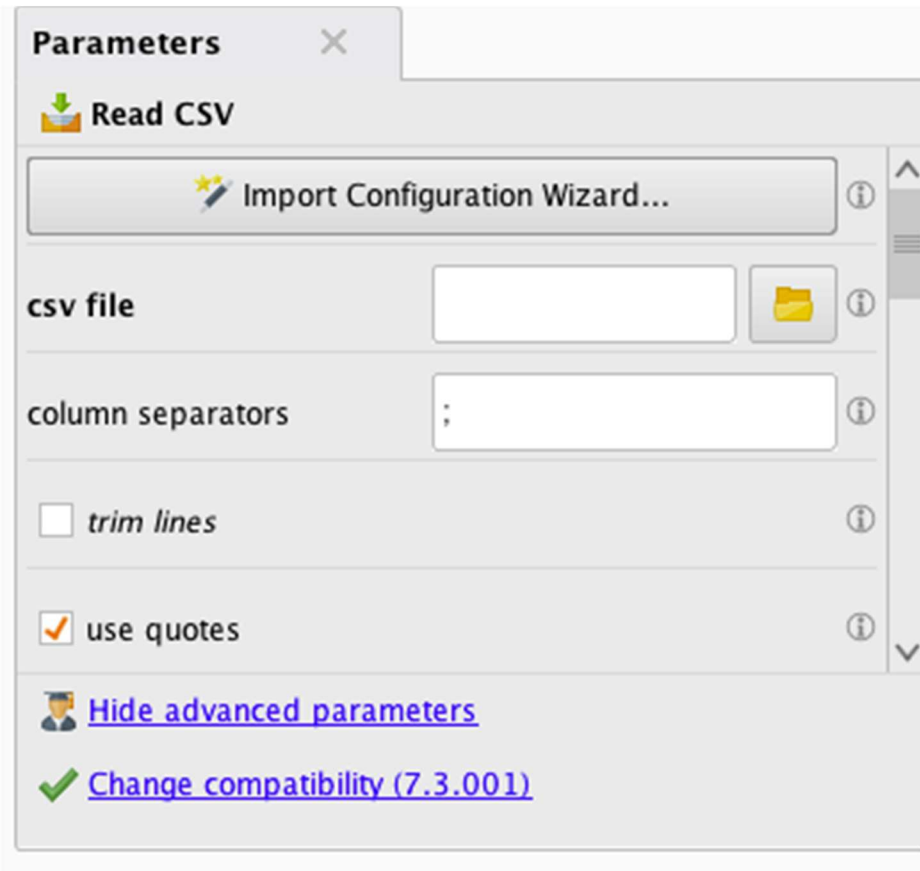 Parameters
Read CSV
Import Configuration Wizard...
csv file
column separators
;
trim lines
use quotes
Hide advanced parameters
Change compatibility (7.3.001)